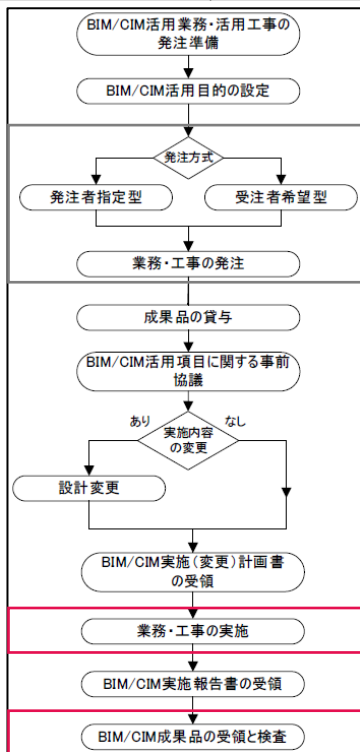 BIM/CIM活用業務・活用工事の
発注準備
BIM/CIM活用目的の設定
発注方式
発注者指定型
受注者希望型
業務・工事の発注
成果品の貸与
BIM/CIM活用項目に関する事前
協議
あり
なし
実施内容
の変更
設計変更
BIM/CIM実施(変更)計画書
の受領
業務・工事の実施
BIM/CIM実施報告書の受領
BIM/CIM成果品の受領と検査